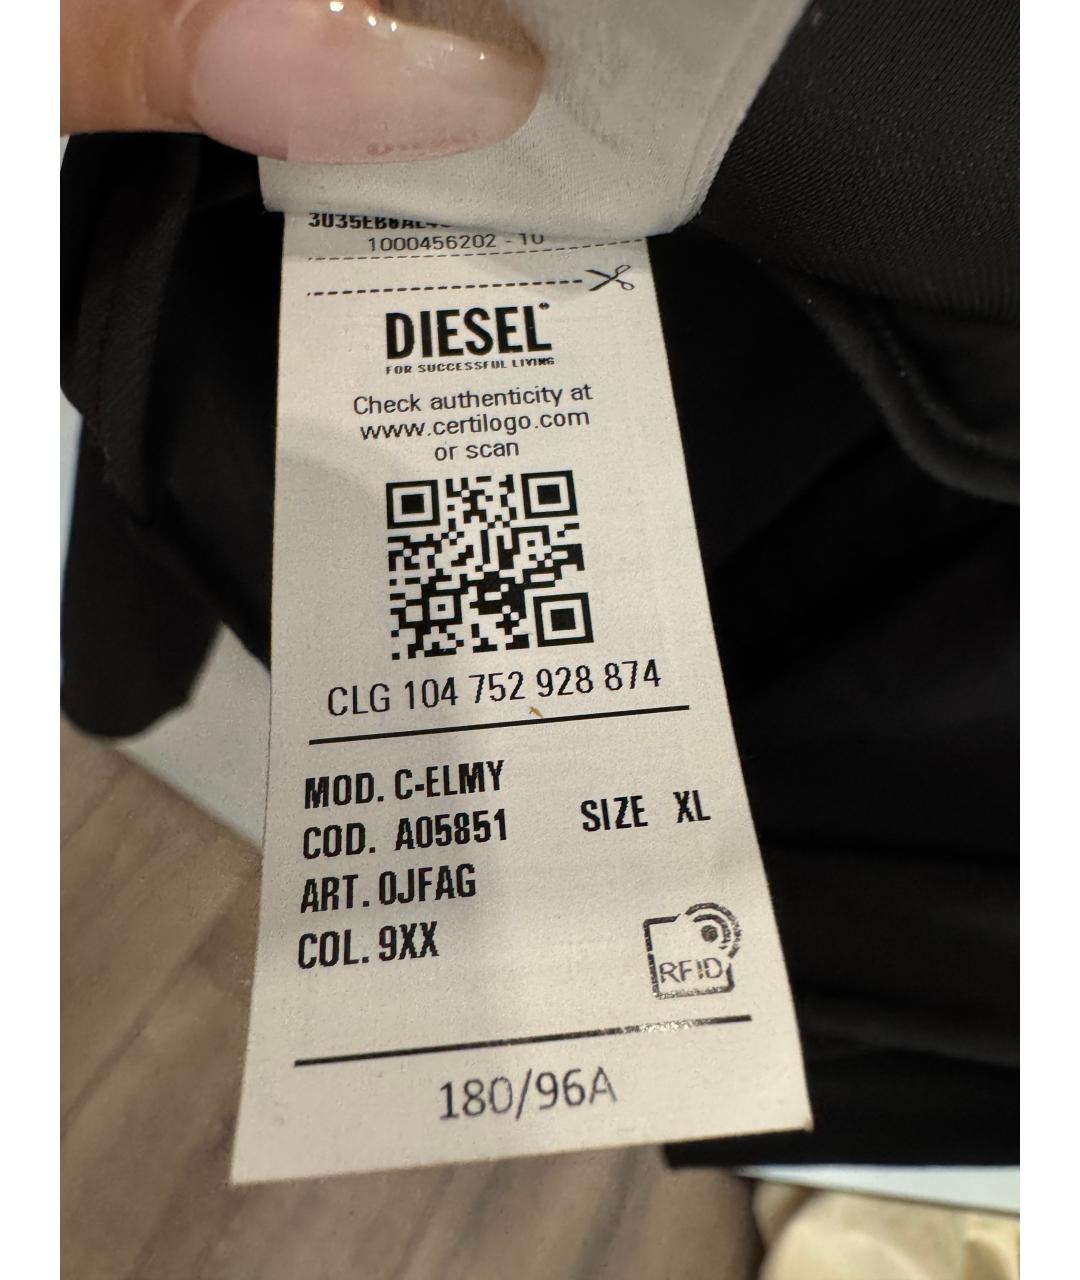 1000456202 - 10
DIESEL
FOR SUCCESSFUL LIVING
Check authenticity at
www.certilogo.com
or scan
CLG 104 752 928 874
MOD. C-ELMY
COD. A05851 SIZE XL
ART. 0JFAG
COL. 9XX
RFID
180/96A